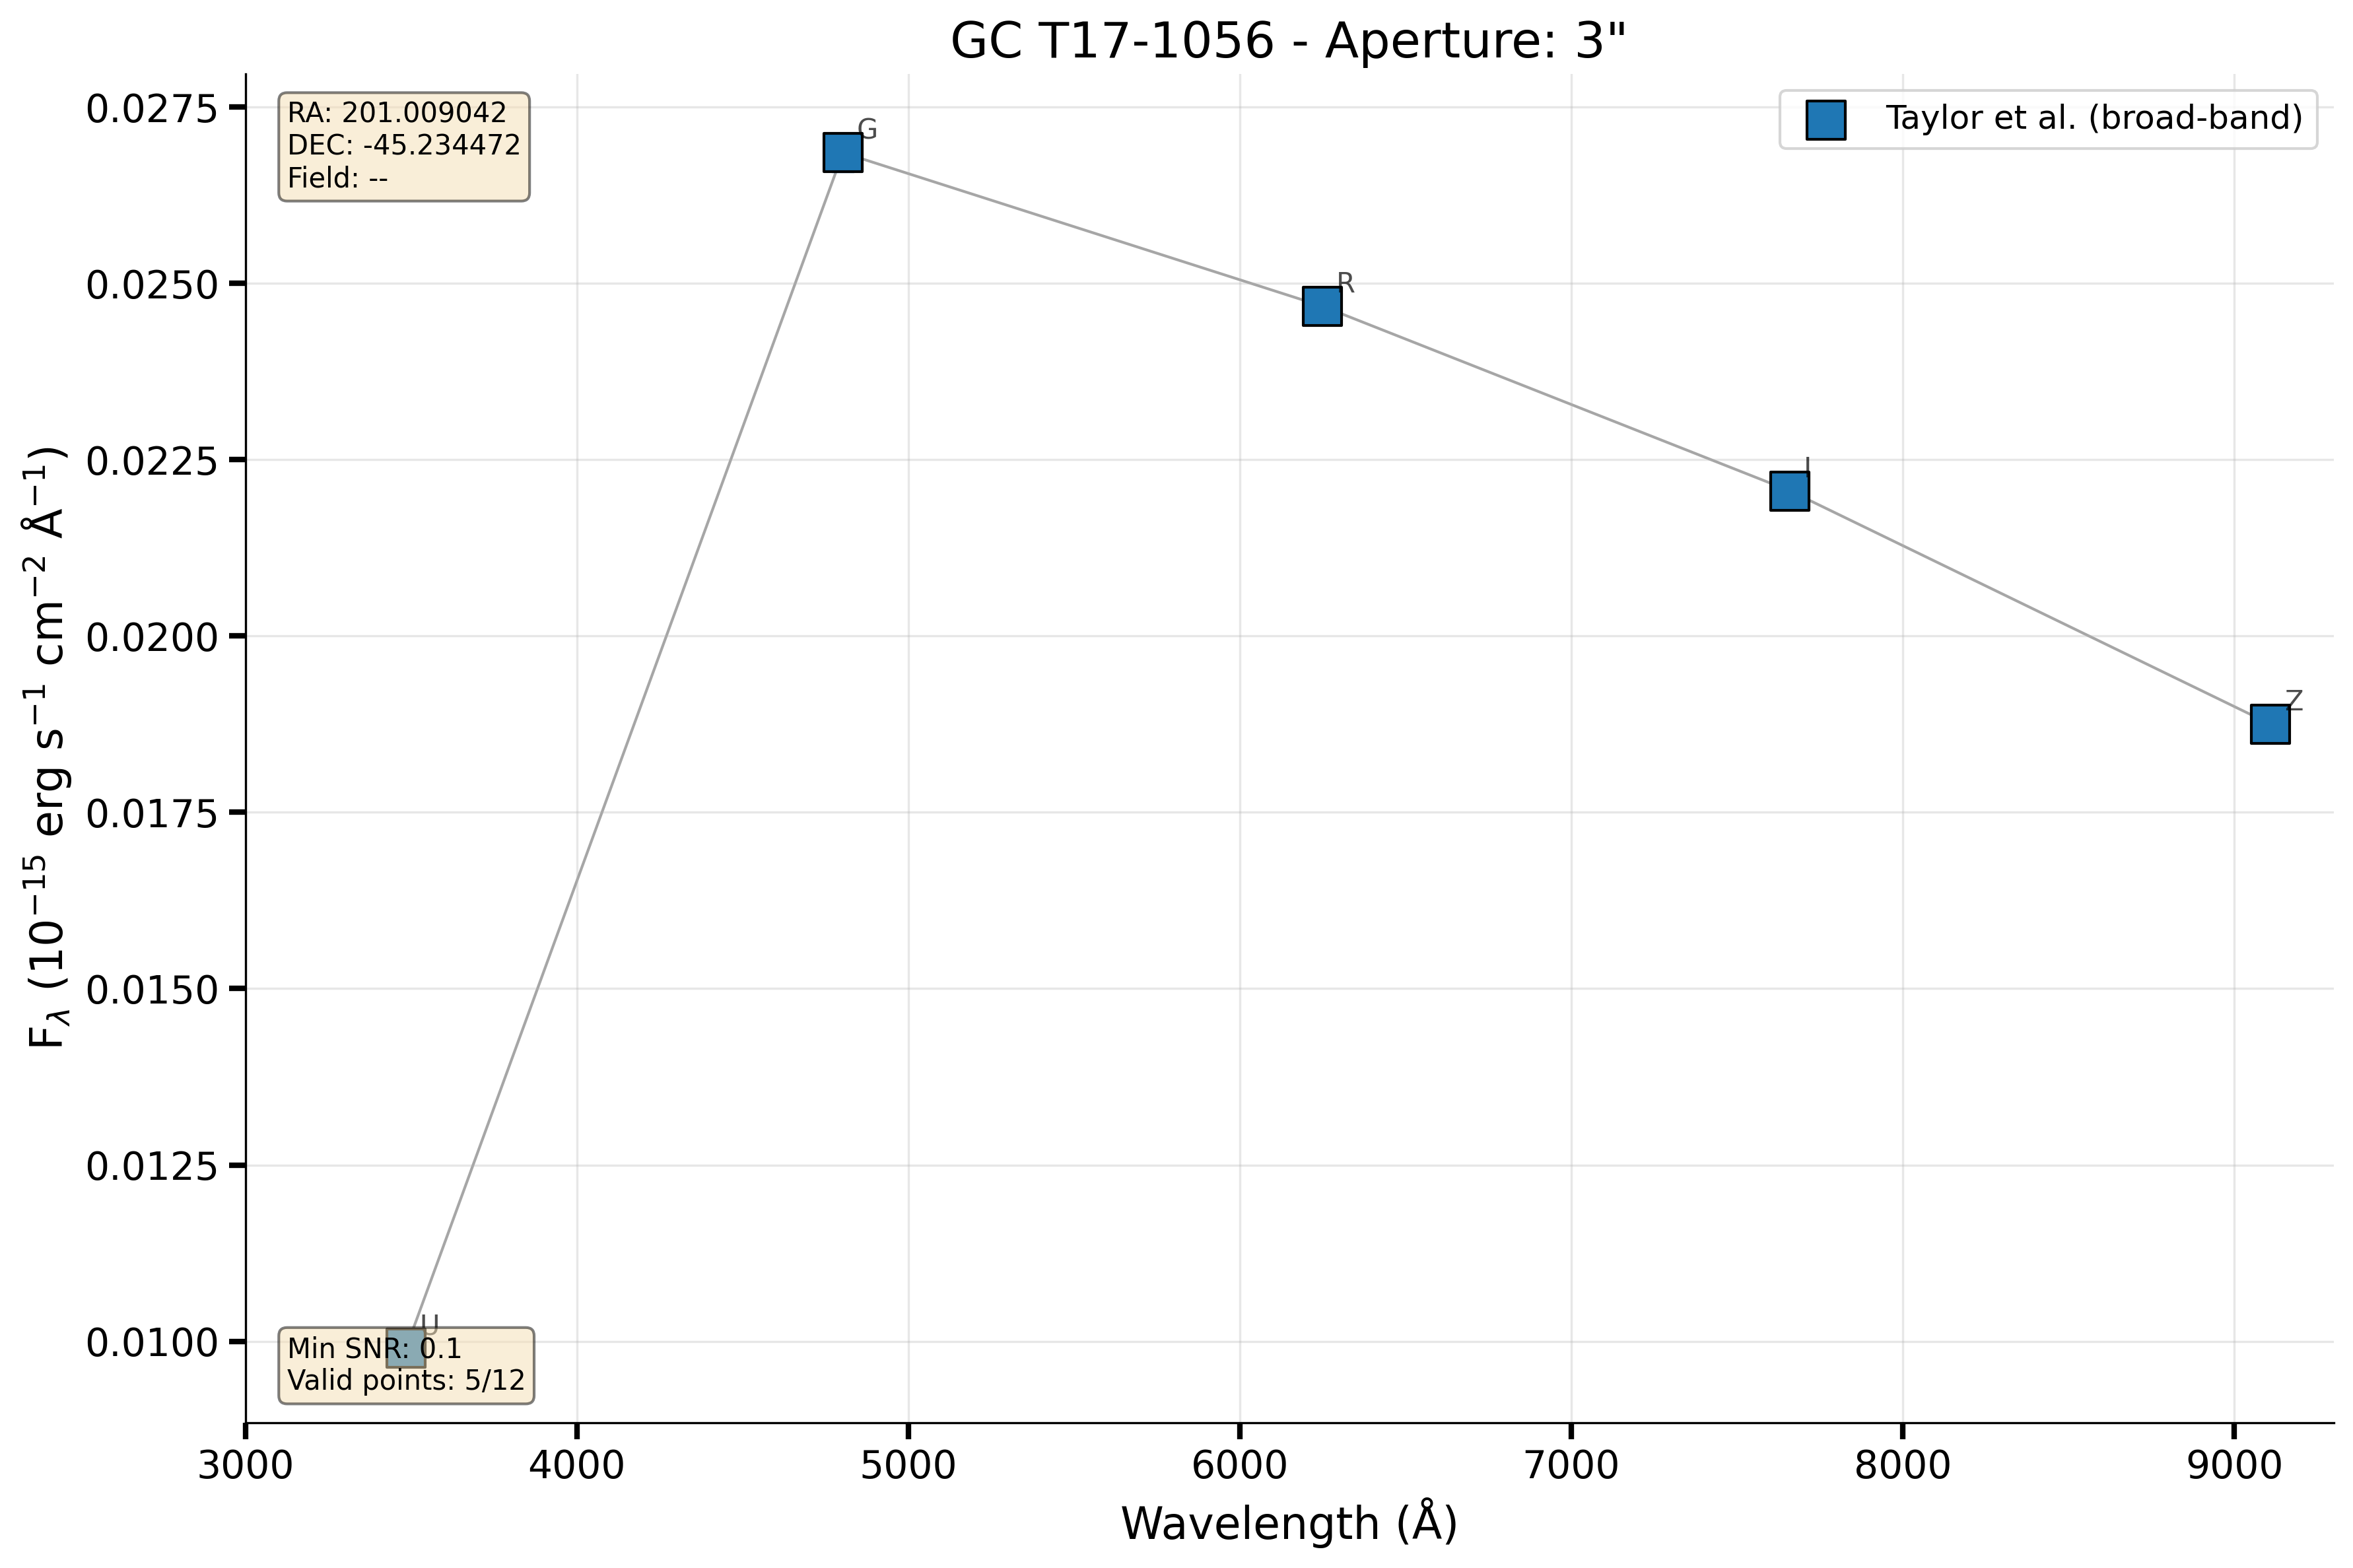 GC T17-1056 - Aperture: 3"
RA: 201.009042
DEC: -45.234472
Field: --
Taylor et al. (broad-band)
G
R
I
Z
U
Min SNR: 0.1
Valid points: 5/12
0.0275
0.0250
0.0225
0.0200
0.0175
0.0150
0.0125
0.0100
F_λ (10⁻¹⁵ erg s⁻¹ cm⁻² Å⁻¹)
3000 4000 5000 6000 7000 8000 9000
Wavelength (Å)